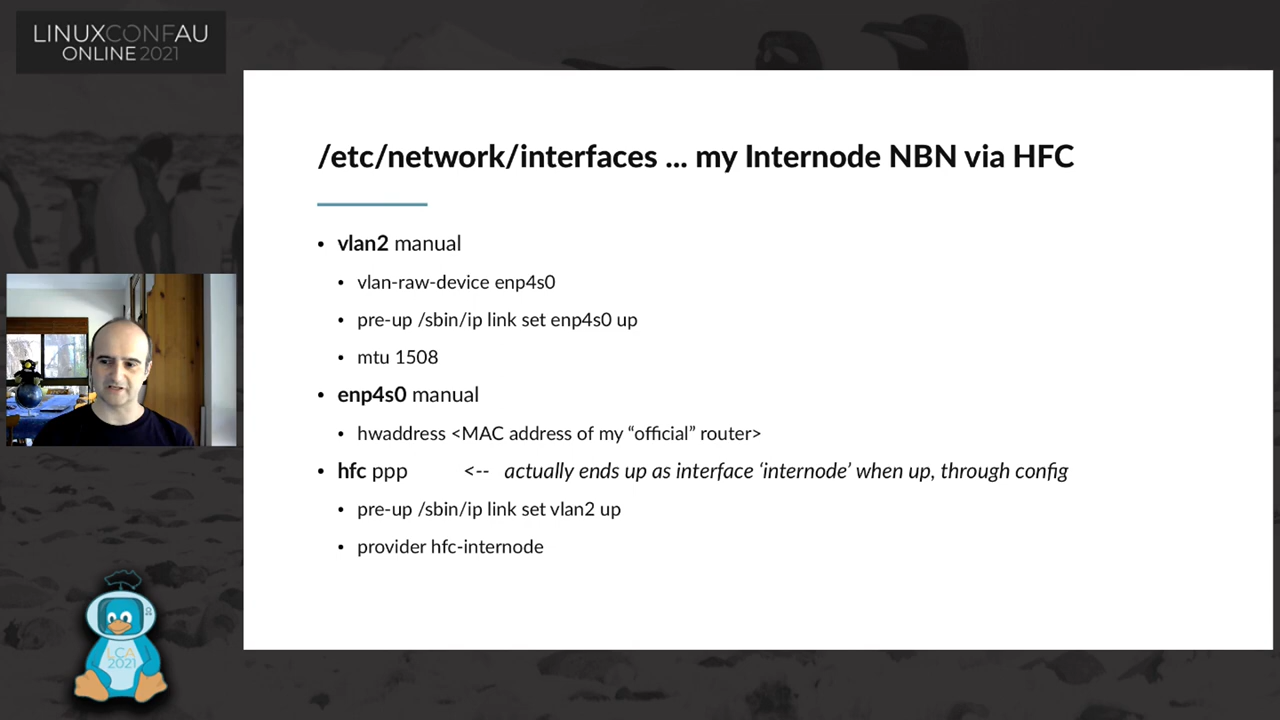 LINUXCONFAU
ONLINE 2021
/etc/network/interfaces ... my Internode NBN via HFC
• vlan2 manual
• vlan-raw-device enp4s0
• pre-up /sbin/ip link set enp4s0 up
• mtu 1508
• enp4s0 manual
• hwaddress <MAC address of my “official” router>
• hfc ppp <-- actually ends up as interface ‘internode’ when up, through config
• pre-up /sbin/ip link set vlan2 up
• provider hfc-internode
LCA
2021